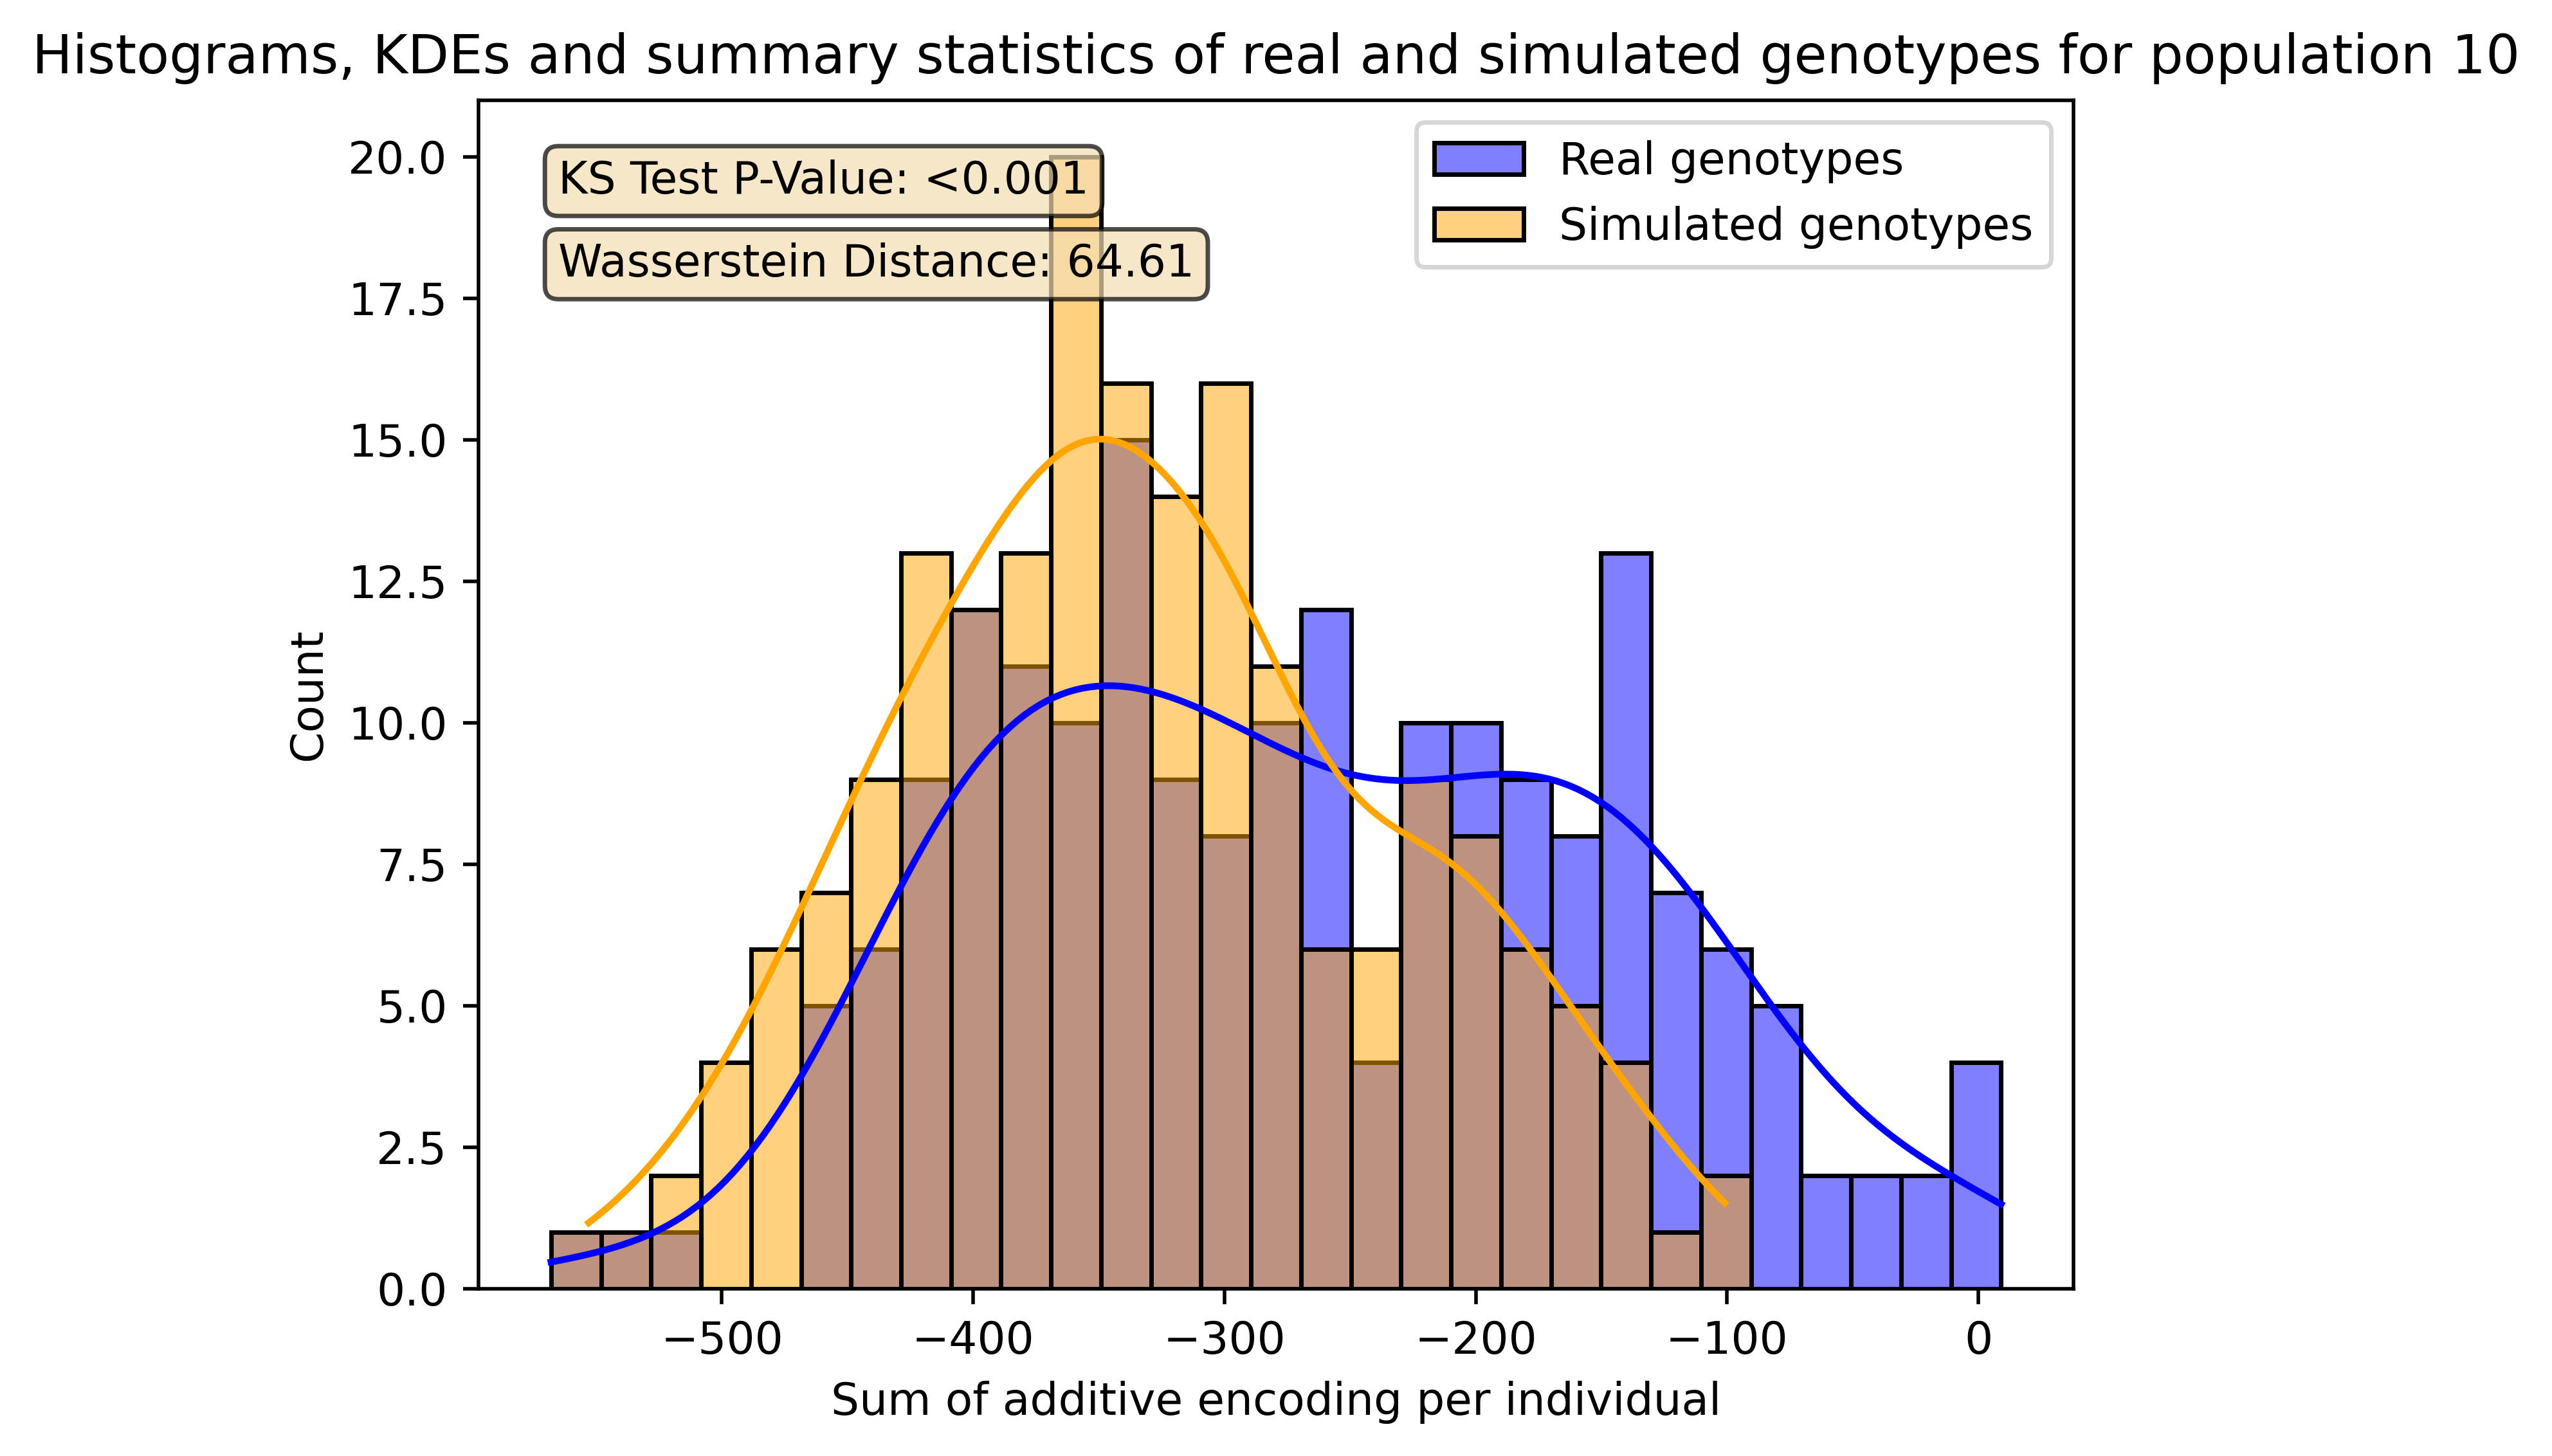 Histograms, KDEs and summary statistics of real and simulated genotypes for population 10
KS Test P-Value: <0.001
Wasserstein Distance: 64.61
Real genotypes
Simulated genotypes
20.0
17.5
15.0
12.5
10.0
7.5
5.0
2.5
0.0
Count
−500 −400 −300 −200 −100 0
Sum of additive encoding per individual